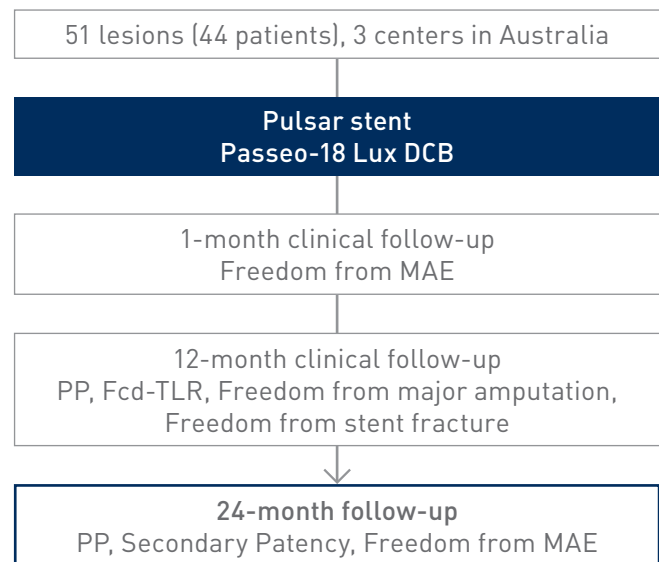 51 lesions (44 patients), 3 centers in Australia
Pulsar stent
Passeo-18 Lux DCB
1-month clinical follow-up
Freedom from MAE
12-month clinical follow-up
PP, Fcd-TLR, Freedom from major amputation,
Freedom from stent fracture
24-month follow-up
PP, Secondary Patency, Freedom from MAE